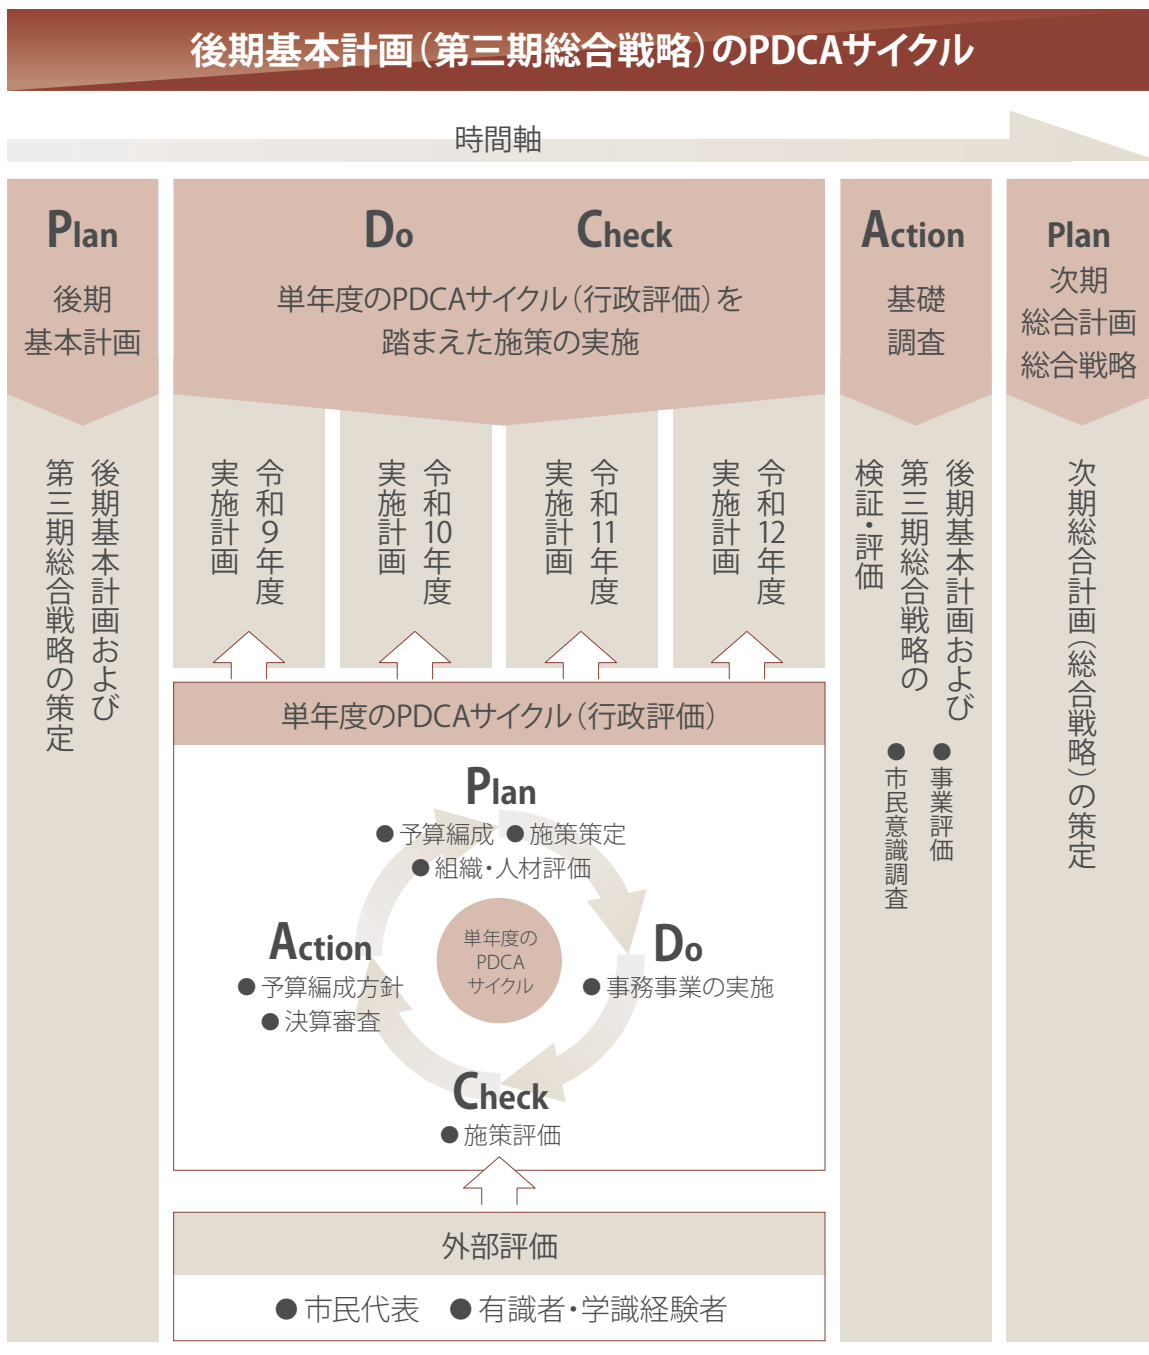 後期基本計画（第三期総合戦略）のPDCAサイクル
時間軸
Plan
後期
基本計画
Do
Check
単年度のPDCAサイクル（行政評価）を
踏まえた施策の実施
Action
基礎
調査
Plan
次期
総合計画
総合戦略
後期基本計画および
第三期総合戦略の策定
令和9年度
実施計画
令和10年度
実施計画
令和11年度
実施計画
令和12年度
実施計画
後期基本計画および
第三期総合戦略の
検証・評価
●事業評価
●市民意識調査
次期総合計画（総合戦略）の策定
単年度のPDCAサイクル（行政評価）
Plan
●予算編成 ●施策策定
●組織・人材評価
Do
●事務事業の実施
Check
●施策評価
Action
●予算編成方針
●決算審査
単年度の
PDCA
サイクル
外部評価
●市民代表 ●有識者・学識経験者